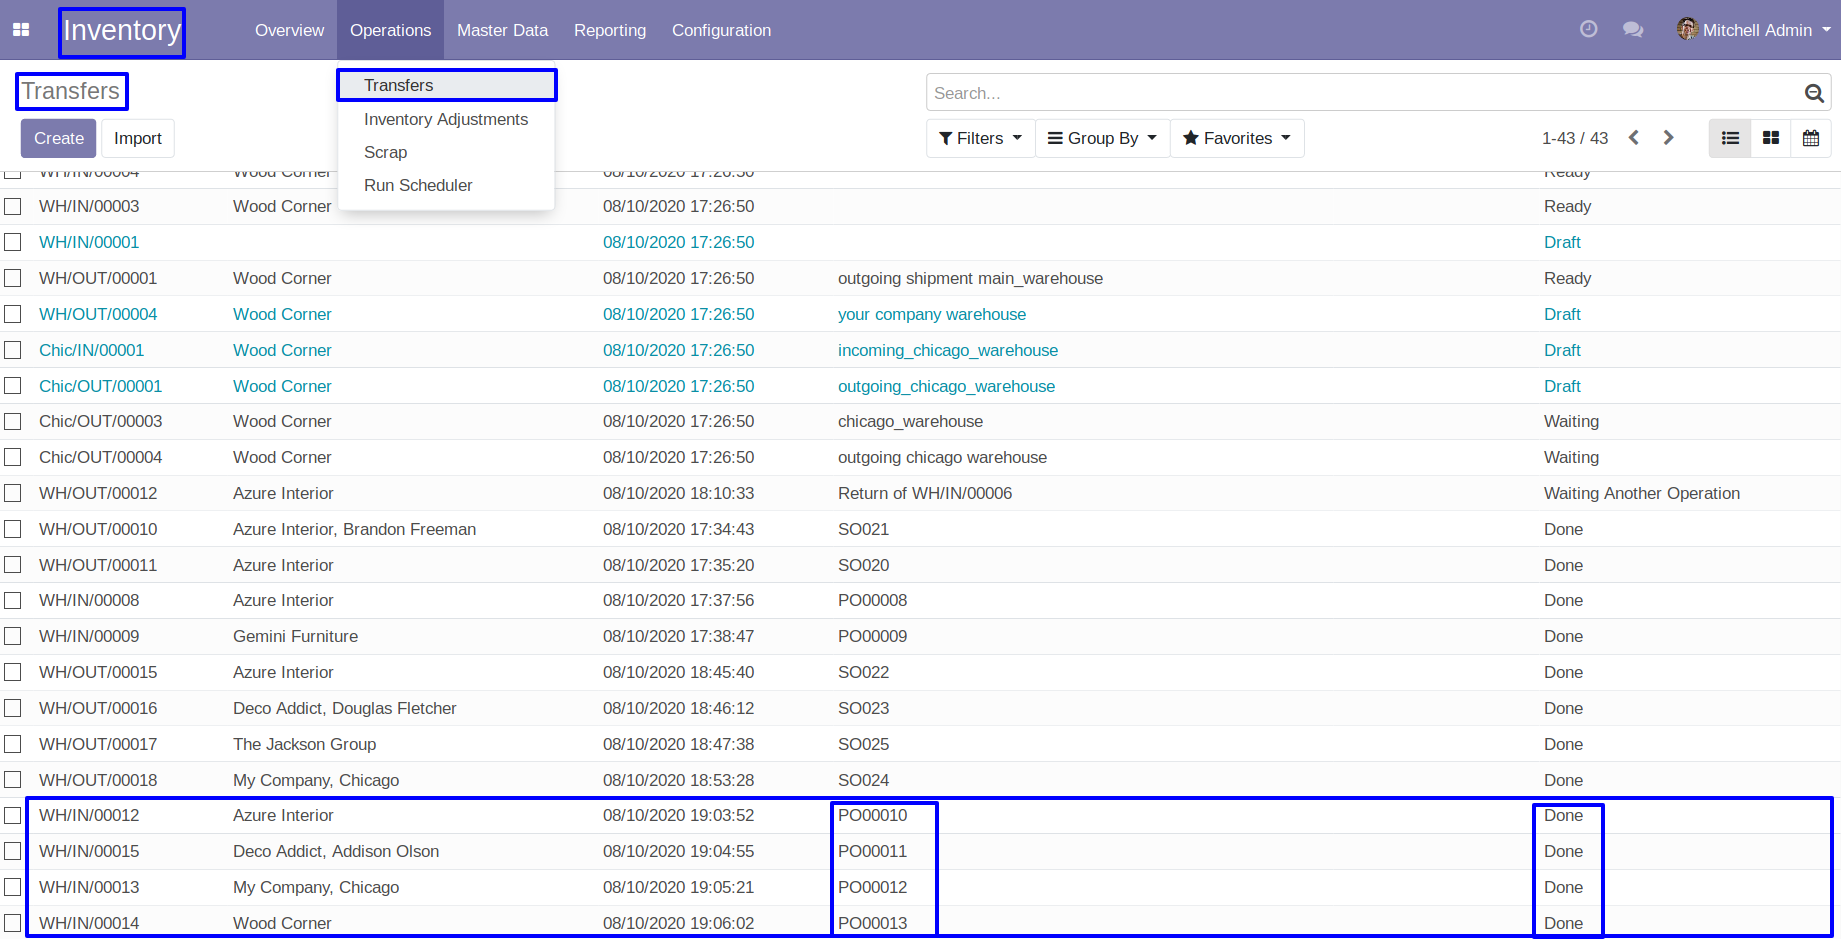 Inventory Overview Operations Master Data Reporting Configuration Mitchell Admin
Transfers
Search...
Create Import
Transfers
Inventory Adjustments
Scrap
Run Scheduler
Filters Group By Favorites 1-43 / 43
WH/IN/00004 Wood Corner 08/10/2020 17:26:50 Ready
WH/IN/00003 Wood Corner 08/10/2020 17:26:50 Ready
WH/IN/00001 08/10/2020 17:26:50 Draft
WH/OUT/00001 Wood Corner 08/10/2020 17:26:50 outgoing shipment main_warehouse Ready
WH/OUT/00004 Wood Corner 08/10/2020 17:26:50 your company warehouse Draft
Chic/IN/00001 Wood Corner 08/10/2020 17:26:50 incoming_chicago_warehouse Draft
Chic/OUT/00001 Wood Corner 08/10/2020 17:26:50 outgoing_chicago_warehouse Draft
Chic/OUT/00003 Wood Corner 08/10/2020 17:26:50 chicago_warehouse Waiting
Chic/OUT/00004 Wood Corner 08/10/2020 17:26:50 outgoing chicago warehouse Waiting
WH/OUT/00012 Azure Interior 08/10/2020 18:10:33 Return of WH/IN/00006 Waiting Another Operation
WH/OUT/00010 Azure Interior, Brandon Freeman 08/10/2020 17:34:43 SO021 Done
WH/OUT/00011 Azure Interior 08/10/2020 17:35:20 SO020 Done
WH/IN/00008 Azure Interior 08/10/2020 17:37:56 PO00008 Done
WH/IN/00009 Gemini Furniture 08/10/2020 17:38:47 PO00009 Done
WH/OUT/00015 Azure Interior 08/10/2020 18:45:40 SO022 Done
WH/OUT/00016 Deco Addict, Douglas Fletcher 08/10/2020 18:46:12 SO023 Done
WH/OUT/00017 The Jackson Group 08/10/2020 18:47:38 SO025 Done
WH/OUT/00018 My Company, Chicago 08/10/2020 18:53:28 SO024 Done
WH/IN/00012 Azure Interior 08/10/2020 19:03:52 PO00010 Done
WH/IN/00015 Deco Addict, Addison Olson 08/10/2020 19:04:55 PO00011 Done
WH/IN/00013 My Company, Chicago 08/10/2020 19:05:21 PO00012 Done
WH/IN/00014 Wood Corner 08/10/2020 19:06:02 PO00013 Done